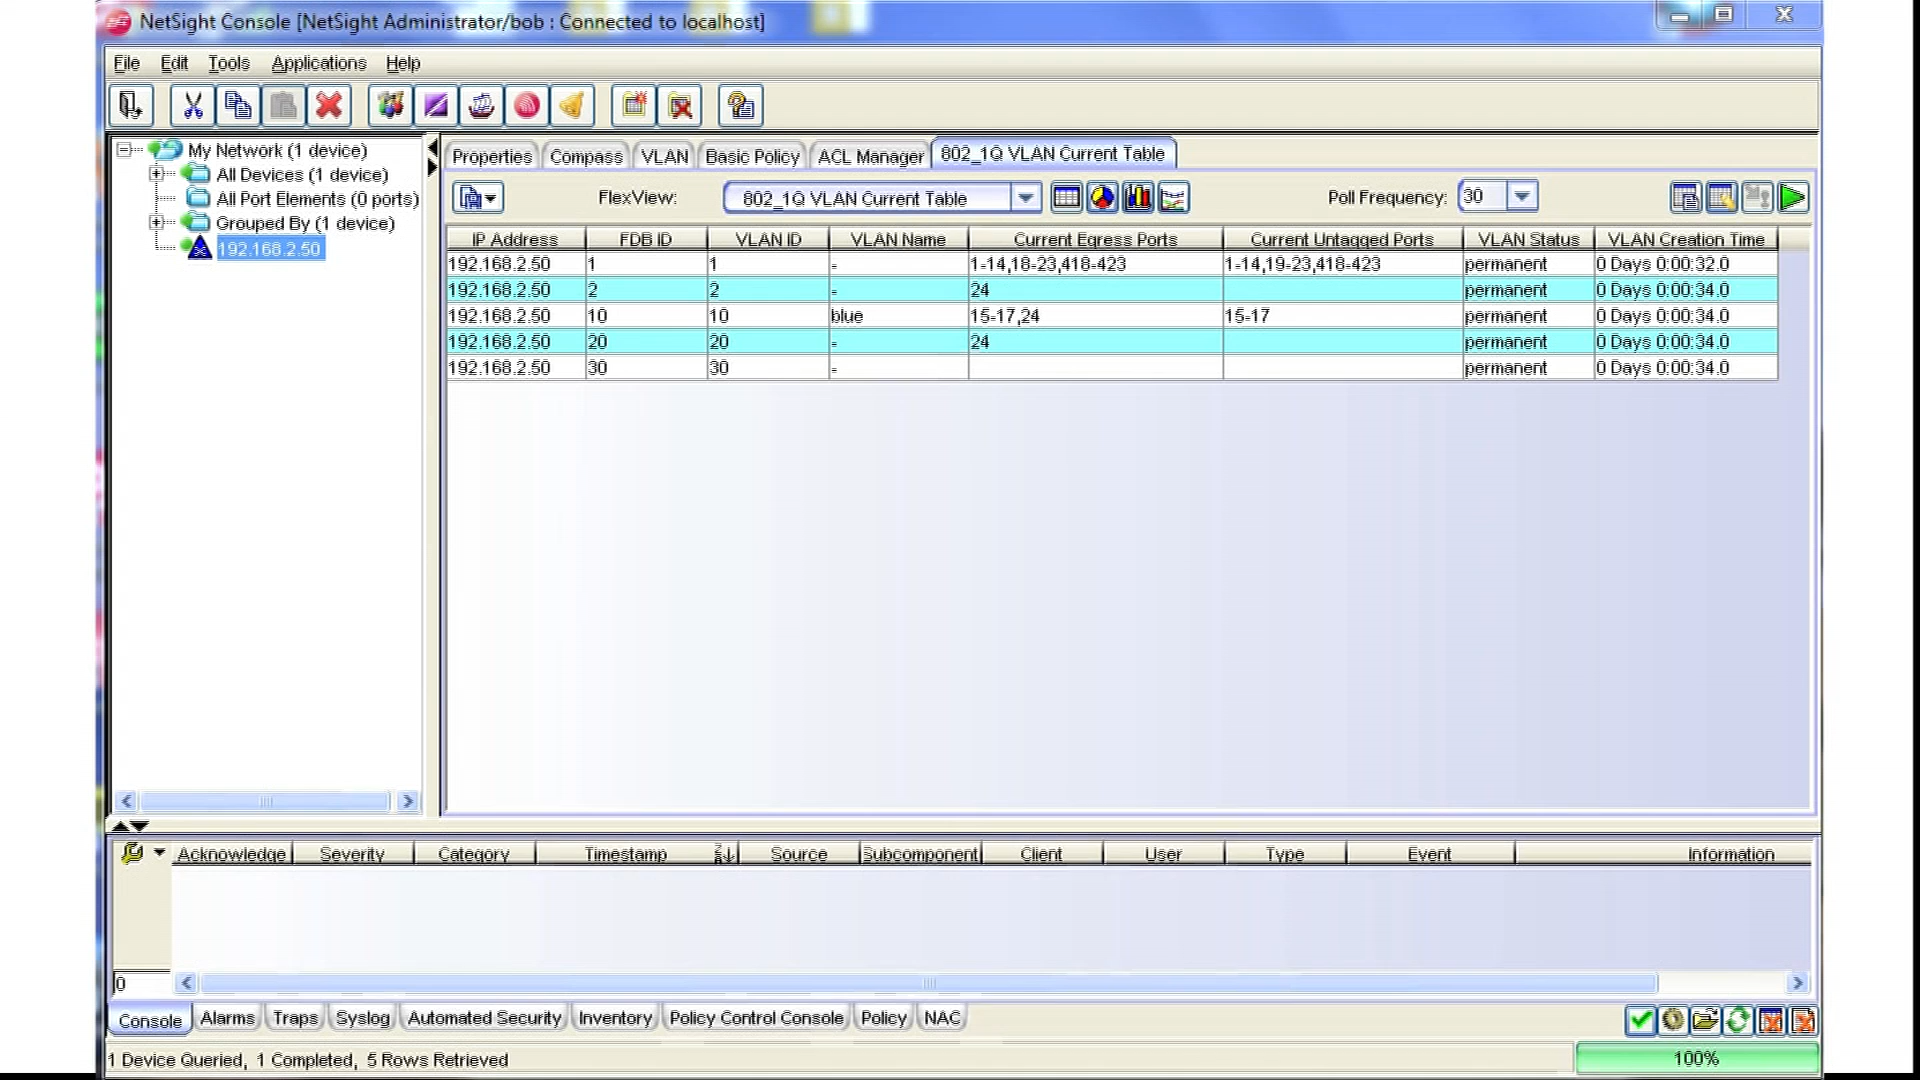 NetSight Console [NetSight Administrator/bob : Connected to localhost]
File Edit Tools Applications Help
My Network (1 device)
All Devices (1 device)
All Port Elements (0 ports)
Grouped By (1 device)
192.168.2.50
Properties Compass VLAN Basic Policy ACL Manager 802_1Q VLAN Current Table
FlexView: 802_1Q VLAN Current Table Poll Frequency: 30
IP Address FDB ID VLAN ID VLAN Name Current Egress Ports Current Untagged Ports VLAN Status VLAN Creation Time
192.168.2.50 1 1 - 1-14,18-23,418-423 1-14,19-23,418-423 permanent 0 Days 0:00:32.0
192.168.2.50 2 2 - 24 permanent 0 Days 0:00:34.0
192.168.2.50 10 10 blue 15-17,24 15-17 permanent 0 Days 0:00:34.0
192.168.2.50 20 20 - 24 permanent 0 Days 0:00:34.0
192.168.2.50 30 30 - permanent 0 Days 0:00:34.0
Acknowledge Severity Category Timestamp Source Subcomponent Client User Type Event Information
0
Console Alarms Traps Syslog Automated Security Inventory Policy Control Console Policy NAC
1 Device Queried, 1 Completed, 5 Rows Retrieved 100%